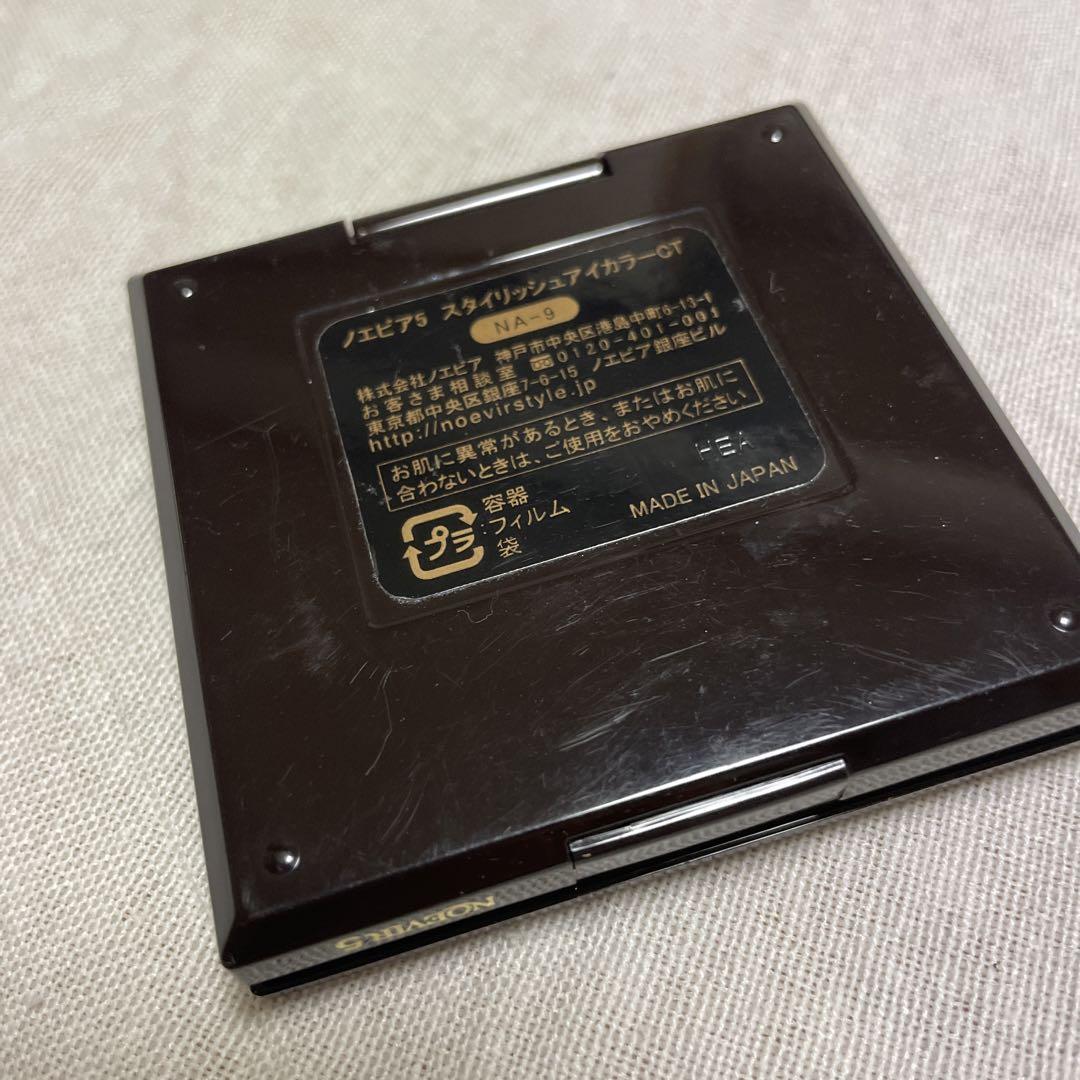 ノエビア5 スタイリッシュアイカラーCT
NA-9
株式会社ノエビア 神戸市中央区港島中町6-13-1
お客さま相談室 0120-401-001
東京都中央区銀座7-6-15 ノエビア銀座ビル
http://noevirstyle.jp
お肌に異常があるとき、またはお肌に
合わないときは、ご使用をおやめください
HEA
プラ
容器
フィルム
袋
MADE IN JAPAN
NOEVIR 5